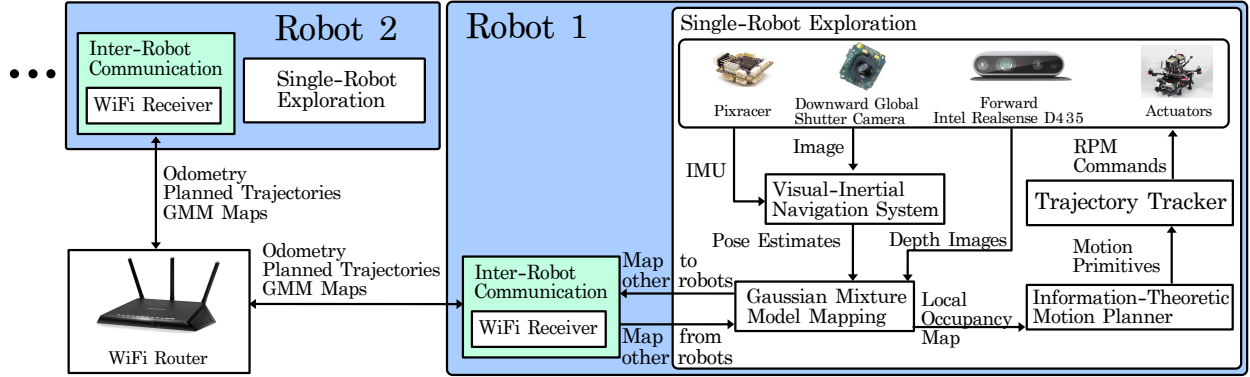 Robot 2
Inter-Robot
Communication
WiFi Receiver
Single-Robot
Exploration
Odometry
Planned Trajectories
GMM Maps
WiFi Router
Odometry
Planned Trajectories
GMM Maps
Robot 1
Inter-Robot
Communication
WiFi Receiver
Map to
other robots
Map from
other robots
Single-Robot Exploration
Pixracer
Downward Global
Shutter Camera
Forward
Intel Realsense D435
Actuators
IMU
Image
Visual-Inertial
Navigation System
Pose Estimates
Depth Images
Gaussian Mixture
Model Mapping
Local
Occupancy
Map
Information-Theoretic
Motion Planner
Motion
Primitives
Trajectory Tracker
RPM
Commands